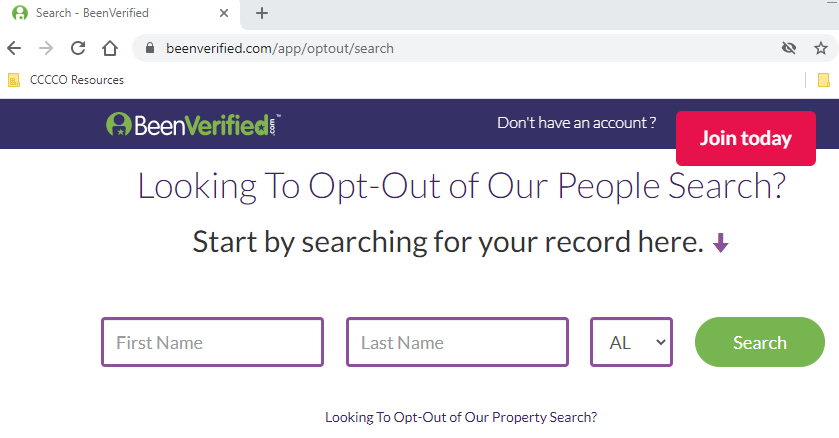 Search - BeenVerified
beenverified.com/app/optout/search
CCCCO Resources
BeenVerified.com™
Don't have an account ?
Join today
Looking To Opt-Out of Our People Search?
Start by searching for your record here.
First Name
Last Name
AL
Search
Looking To Opt-Out of Our Property Search?